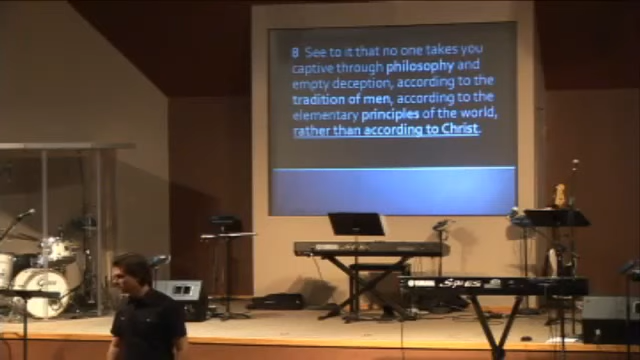 8 See to it that no one takes you
captive through philosophy and
empty deception, according to the
tradition of men, according to the
elementary principles of the world,
rather than according to Christ.